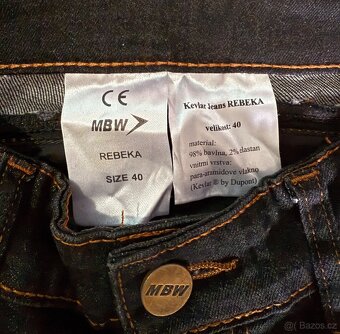 CE
MBW
REBEKA
SIZE 40
Kevlar Jeans REBEKA
velikost: 40
materiál:
98% bavlna, 2% elastan
vnitřní vrstva:
para-aramidové vlákno
(Kevlar ® by Dupont)
MBW
Bazos.cz